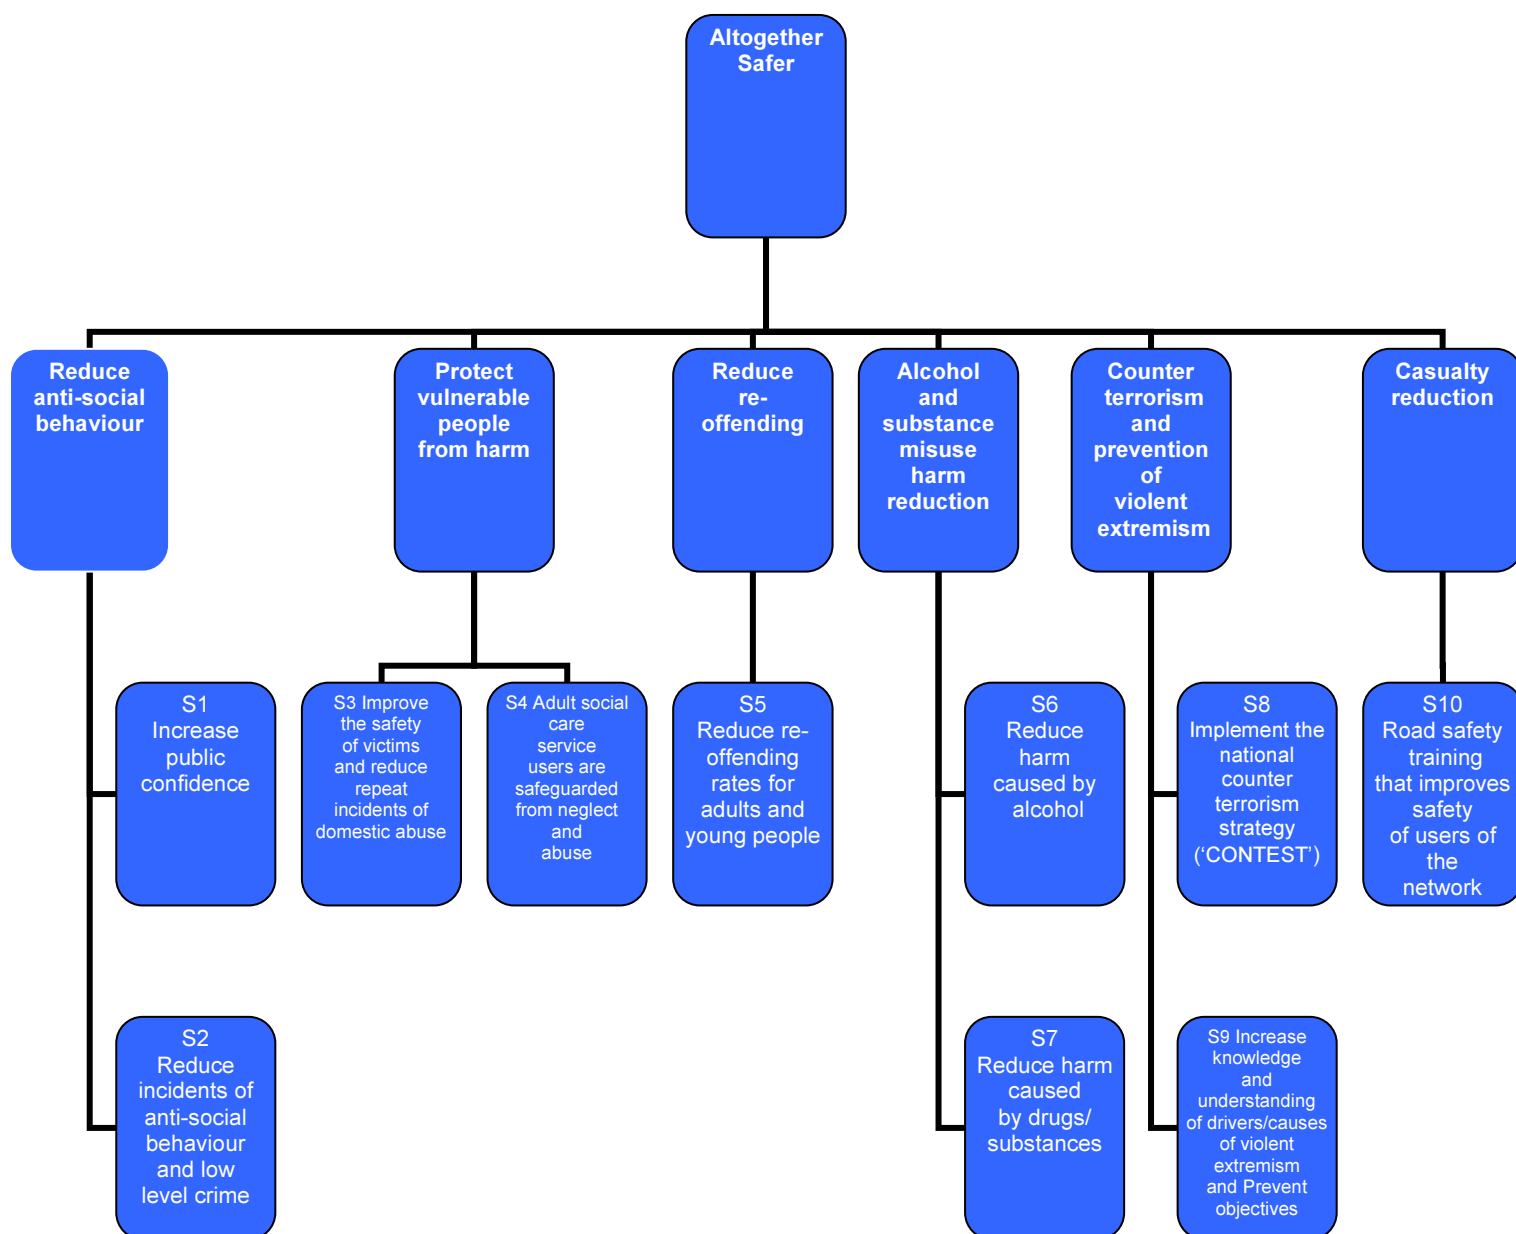 Altogether
Safer
Reduce
anti-social
behaviour
Protect
vulnerable
people
from harm
Reduce
re-
offending
Alcohol
and
substance
misuse
harm
reduction
Counter
terrorism
and
prevention
of
violent
extremism
Casualty
reduction
S1
Increase
public
confidence
S3 Improve
the safety
of victims
and reduce
repeat
incidents of
domestic abuse
S4 Adult social
care
service
users are
safeguarded
from neglect
and
abuse
S5
Reduce re-
offending
rates for
adults and
young people
S6
Reduce
harm
caused by
alcohol
S8
Implement the
national
counter
terrorism
strategy
(‘CONTEST’)
S10
Road safety
training
that improves
safety
of users of
the
network
S2
Reduce
incidents of
anti-social
behaviour
and low
level crime
S7
Reduce harm
caused
by drugs/
substances
S9 Increase
knowledge
and
understanding
of drivers/causes
of violent
extremism
and Prevent
objectives